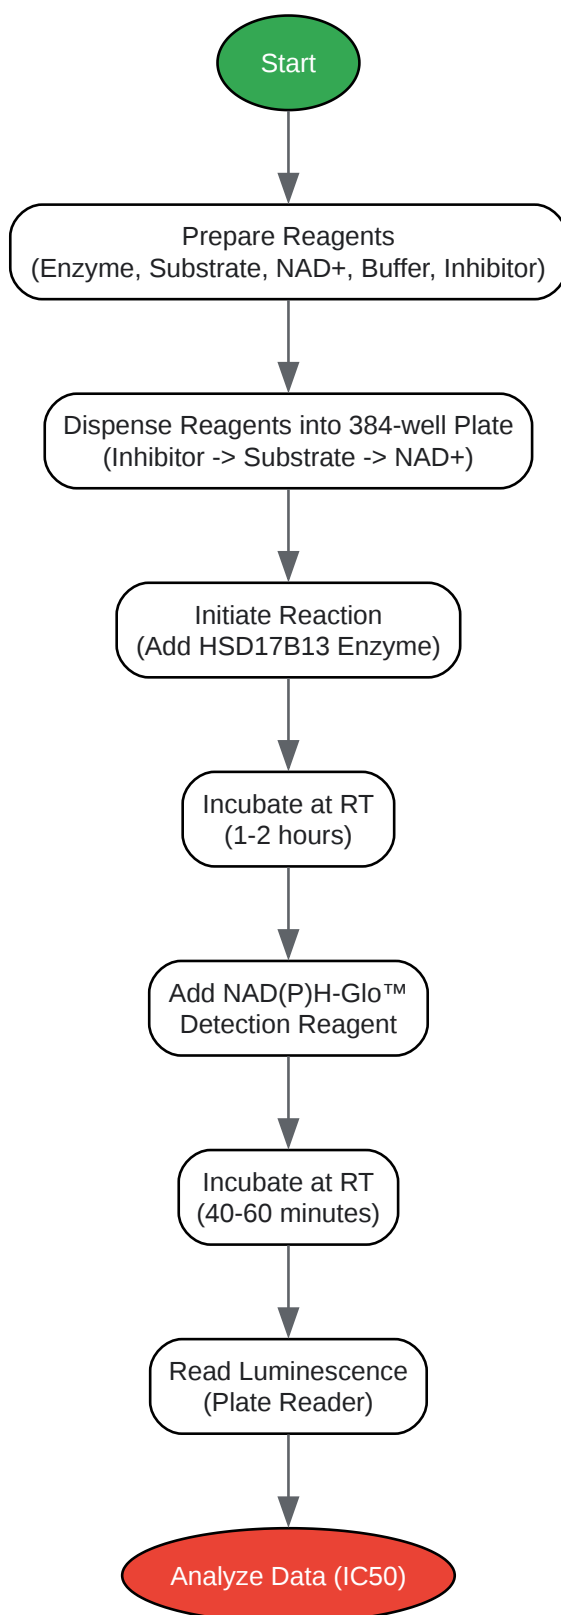 Start
Prepare Reagents
(Enzyme, Substrate, NAD+, Buffer, Inhibitor)
Dispense Reagents into 384-well Plate
(Inhibitor -> Substrate -> NAD+)
Initiate Reaction
(Add HSD17B13 Enzyme)
Incubate at RT
(1-2 hours)
Add NAD(P)H-Glo™
Detection Reagent
Incubate at RT
(40-60 minutes)
Read Luminescence
(Plate Reader)
Analyze Data (IC50)